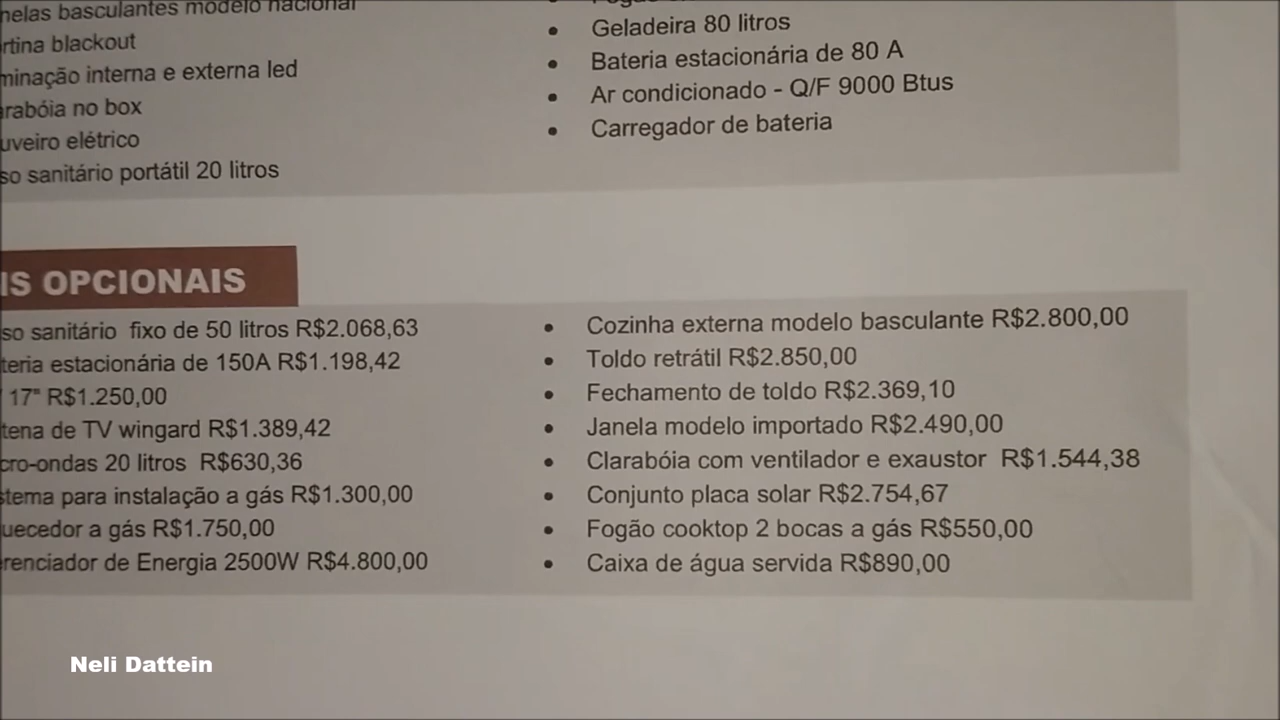 nelas basculantes modelo nacional
rtina blackout
minação interna e externa led
arabóia no box
uveiro elétrico
so sanitário portátil 20 litros
Geladeira 80 litros
Bateria estacionária de 80 A
Ar condicionado - Q/F 9000 Btus
Carregador de bateria
IS OPCIONAIS
so sanitário fixo de 50 litros R$2.068,63
teria estacionária de 150A R$1.198,42
17" R$1.250,00
tena de TV wingard R$1.389,42
cro-ondas 20 litros R$630,36
stema para instalação a gás R$1.300,00
uecedor a gás R$1.750,00
erenciador de Energia 2500W R$4.800,00
Cozinha externa modelo basculante R$2.800,00
Toldo retrátil R$2.850,00
Fechamento de toldo R$2.369,10
Janela modelo importado R$2.490,00
Clarabóia com ventilador e exaustor R$1.544,38
Conjunto placa solar R$2.754,67
Fogão cooktop 2 bocas a gás R$550,00
Caixa de água servida R$890,00
Neli Dattein